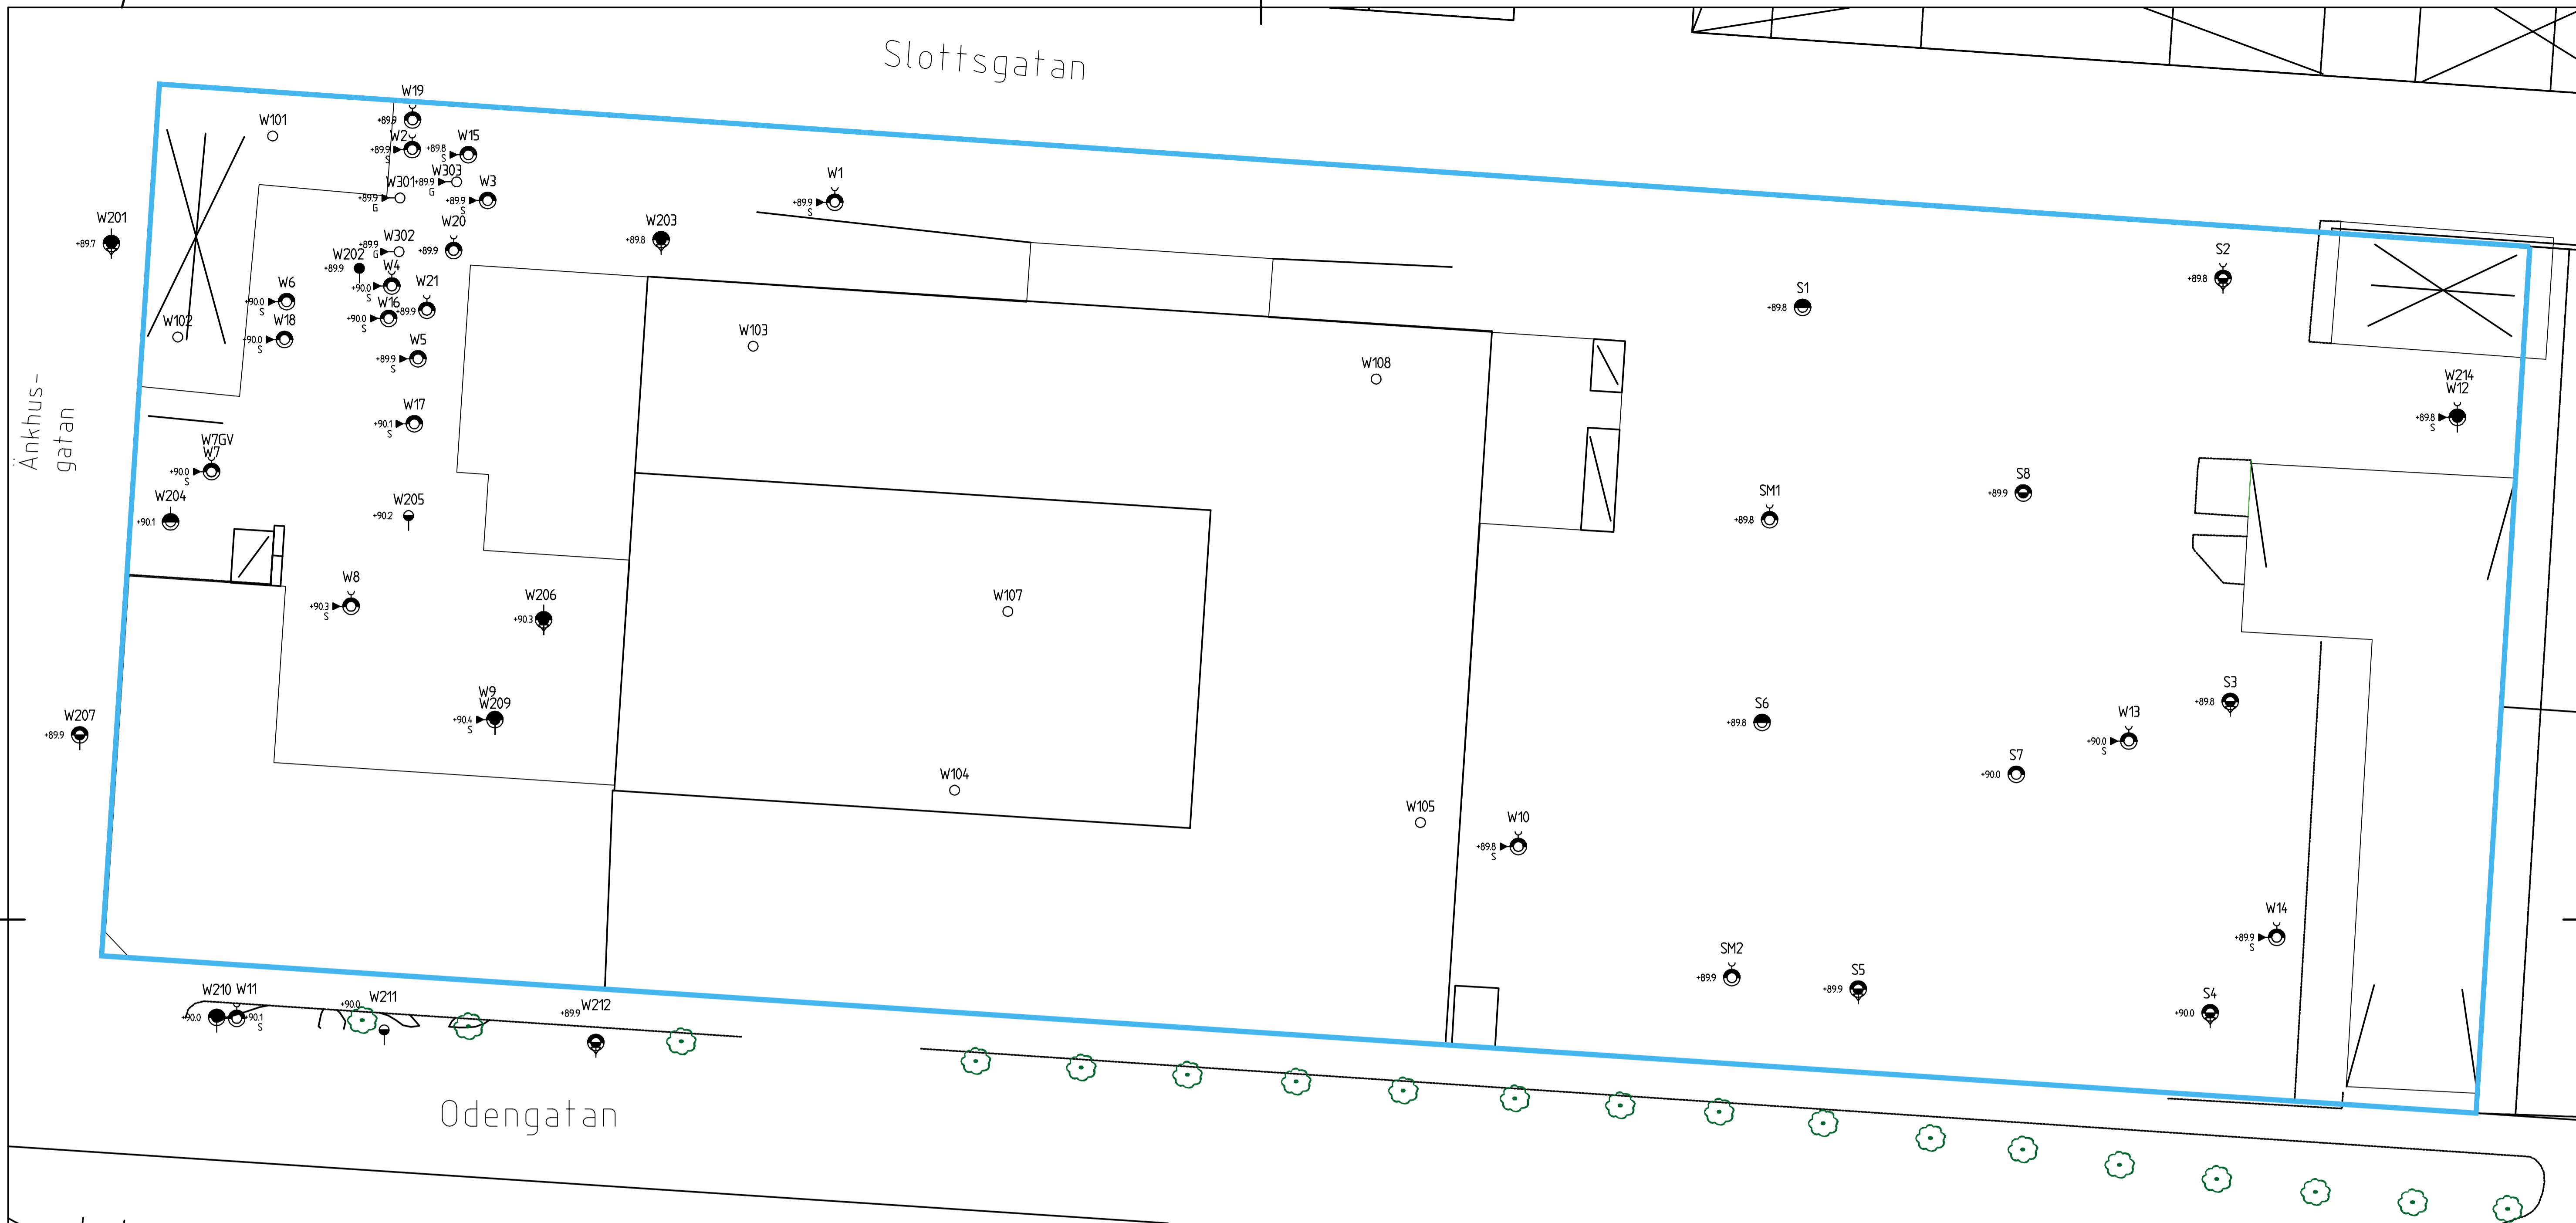 Slottsgatan
W19
+89.9
W101
W2
+89.9
S
W15
+89.8
S
W303
+89.9
G
W301
+89.9
G
W3
+89.9
S
W1
+89.9
S
W201
+89.7
W20
+89.9
W203
+89.8
W302
+89.9
G
W202
+89.9
W4
+90.0
S
W6
+90.0
S
W21
+89.9
W16
+90.0
S
W102
W18
+90.0
S
W5
+89.9
S
W103
W108
S1
+89.8
S2
+89.8
W214
W12
+89.8
S
Änkhus-
gatan
W17
+90.1
S
W7GV
W7
+90.0
S
W204
+90.1
W205
+90.2
SM1
+89.8
S8
+89.9
W8
+90.3
S
W206
+90.3
W107
W9
W209
+90.4
S
W207
+89.9
S6
+89.8
S3
+89.8
W13
+90.0
S
S7
+90.0
W104
W105
W10
+89.8
S
W14
+89.9
S
SM2
+89.9
S5
+89.9
S4
+90.0
W210
+90.0
W11
+90.1
S
W211
+90.0
W212
+89.9
Odengatan